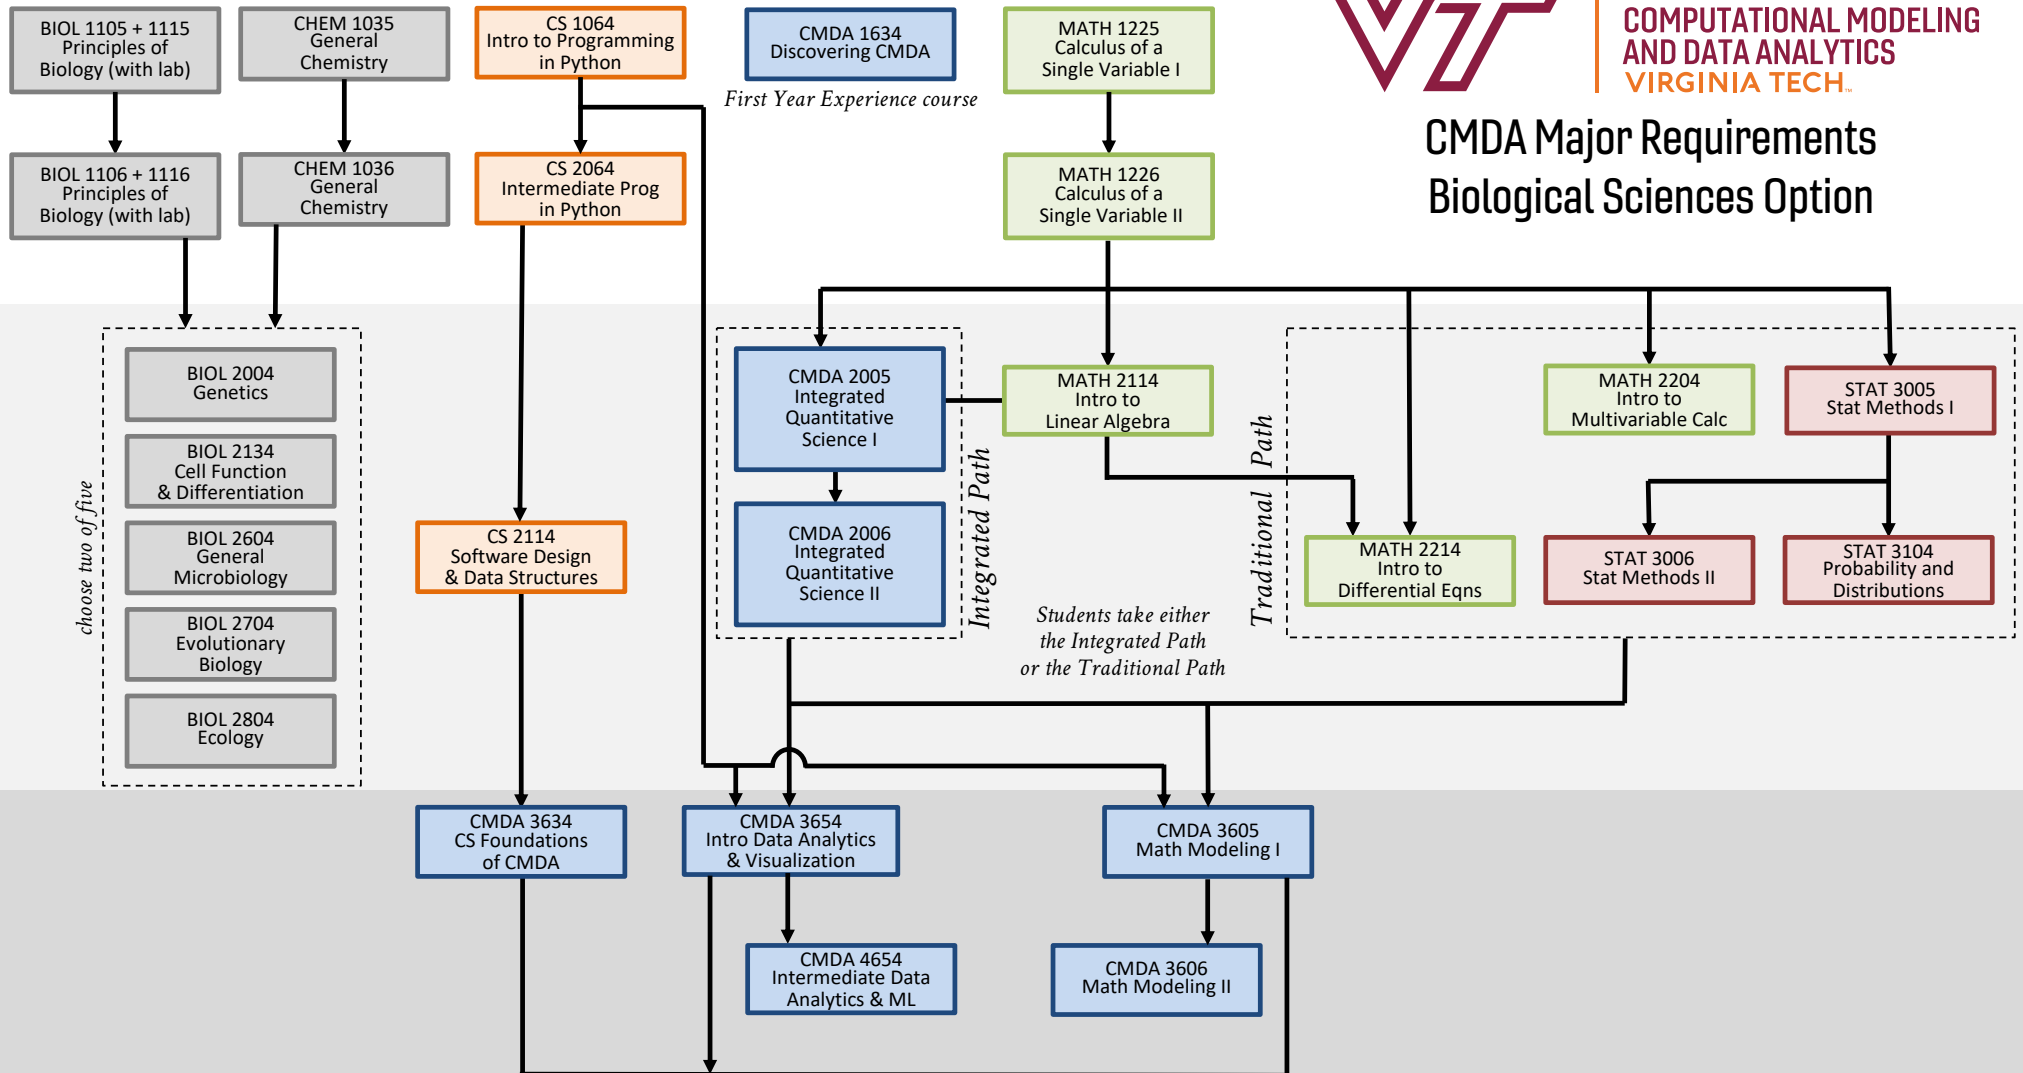 BIOL 1105 + 1115
Principles of
Biology (with lab)
CHEM 1035
General
Chemistry
CS 1064
Intro to Programming
in Python
CMDA 1634
Discovering CMDA
First Year Experience course
MATH 1225
Calculus of a
Single Variable I
VT
COMPUTATIONAL MODELING
AND DATA ANALYTICS
VIRGINIA TECH™
CMDA Major Requirements
Biological Sciences Option
BIOL 1106 + 1116
Principles of
Biology (with lab)
CHEM 1036
General
Chemistry
CS 2064
Intermediate Prog
in Python
MATH 1226
Calculus of a
Single Variable II
choose two of five
BIOL 2004
Genetics
BIOL 2134
Cell Function
& Differentiation
BIOL 2604
General
Microbiology
BIOL 2704
Evolutionary
Biology
BIOL 2804
Ecology
CS 2114
Software Design
& Data Structures
CMDA 2005
Integrated
Quantitative
Science I
CMDA 2006
Integrated
Quantitative
Science II
Integrated Path
MATH 2114
Intro to
Linear Algebra
Students take either
the Integrated Path
or the Traditional Path
Traditional Path
MATH 2204
Intro to
Multivariable Calc
STAT 3005
Stat Methods I
MATH 2214
Intro to
Differential Eqns
STAT 3006
Stat Methods II
STAT 3104
Probability and
Distributions
CMDA 3634
CS Foundations
of CMDA
CMDA 3654
Intro Data Analytics
& Visualization
CMDA 3605
Math Modeling I
CMDA 4654
Intermediate Data
Analytics & ML
CMDA 3606
Math Modeling II